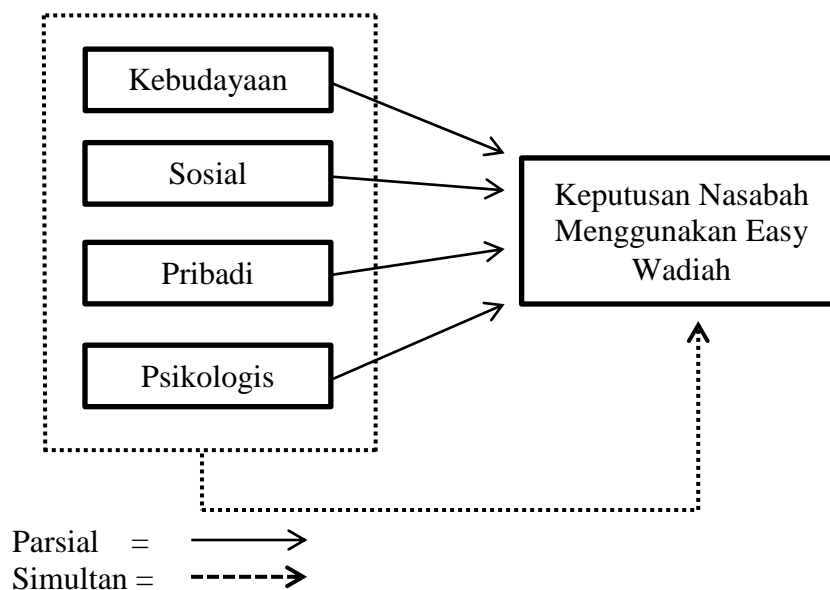 Kebudayaan
Sosial
Pribadi
Psikologis
Keputusan Nasabah
Menggunakan Easy
Wadiah
Parsial =
Simultan =